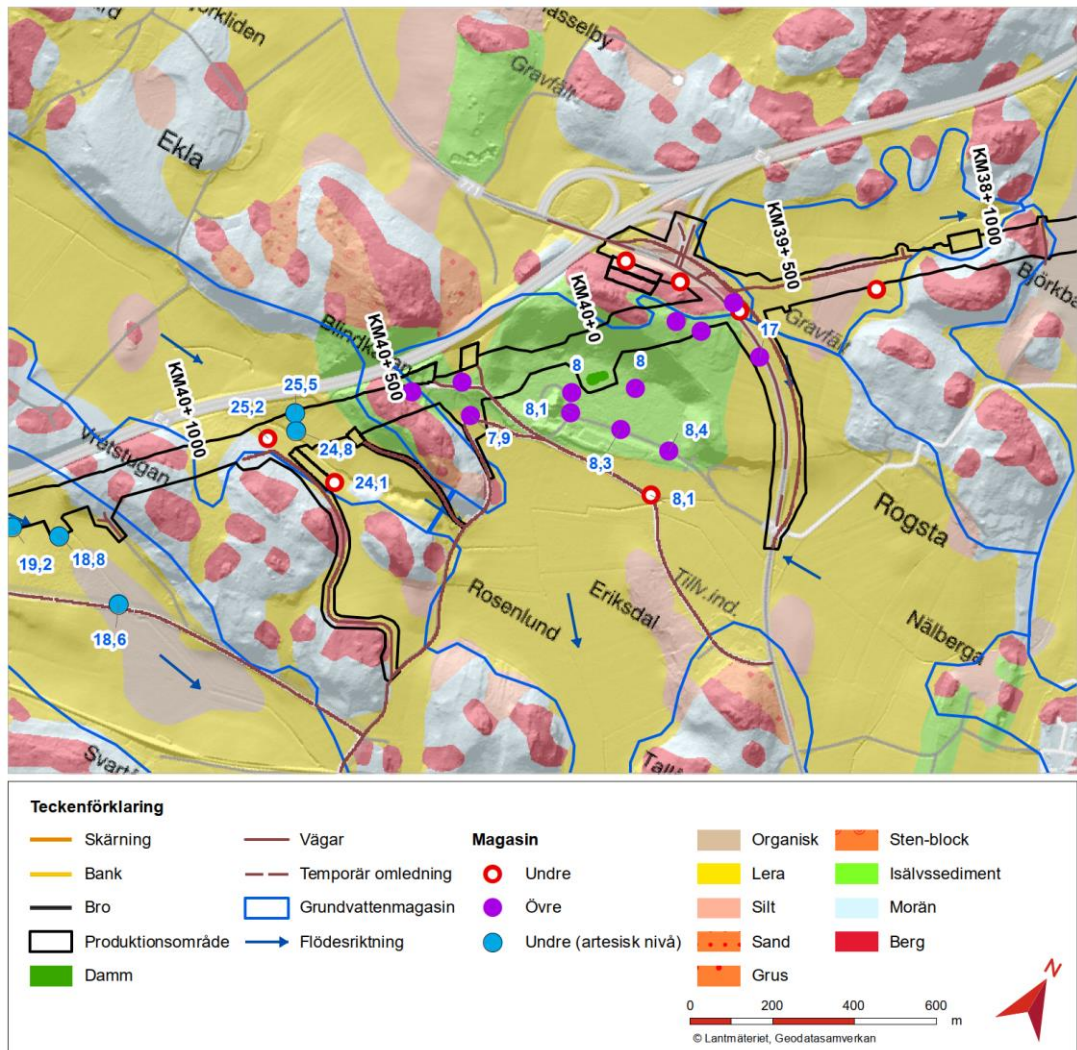 Ekla
Gravfält
KM38+ 1000
KM39+ 500
KM40+0
Gravfält
17
KM40+ 500
8
8
25,5
25,2
KM40+ 1000
8,1
8,4
7,9
24,8
8,3
Vretstugan
24,1
8,1
Rogsta
19,2
18,8
Tillv.ind.
Eriksdal
Rosenlund
18,6
Nälberga
Teckenförklaring
Skärning
Bank
Bro
Produktionsområde
Damm
Vägar
Temporär omledning
Grundvattenmagasin
Flödesriktning
Magasin
Undre
Övre
Undre (artesisk nivå)
Organisk
Lera
Silt
Sand
Grus
Sten-block
Isälvssediment
Morän
Berg
N
0 200 400 600
m
© Lantmäteriet, Geodatasamverkan